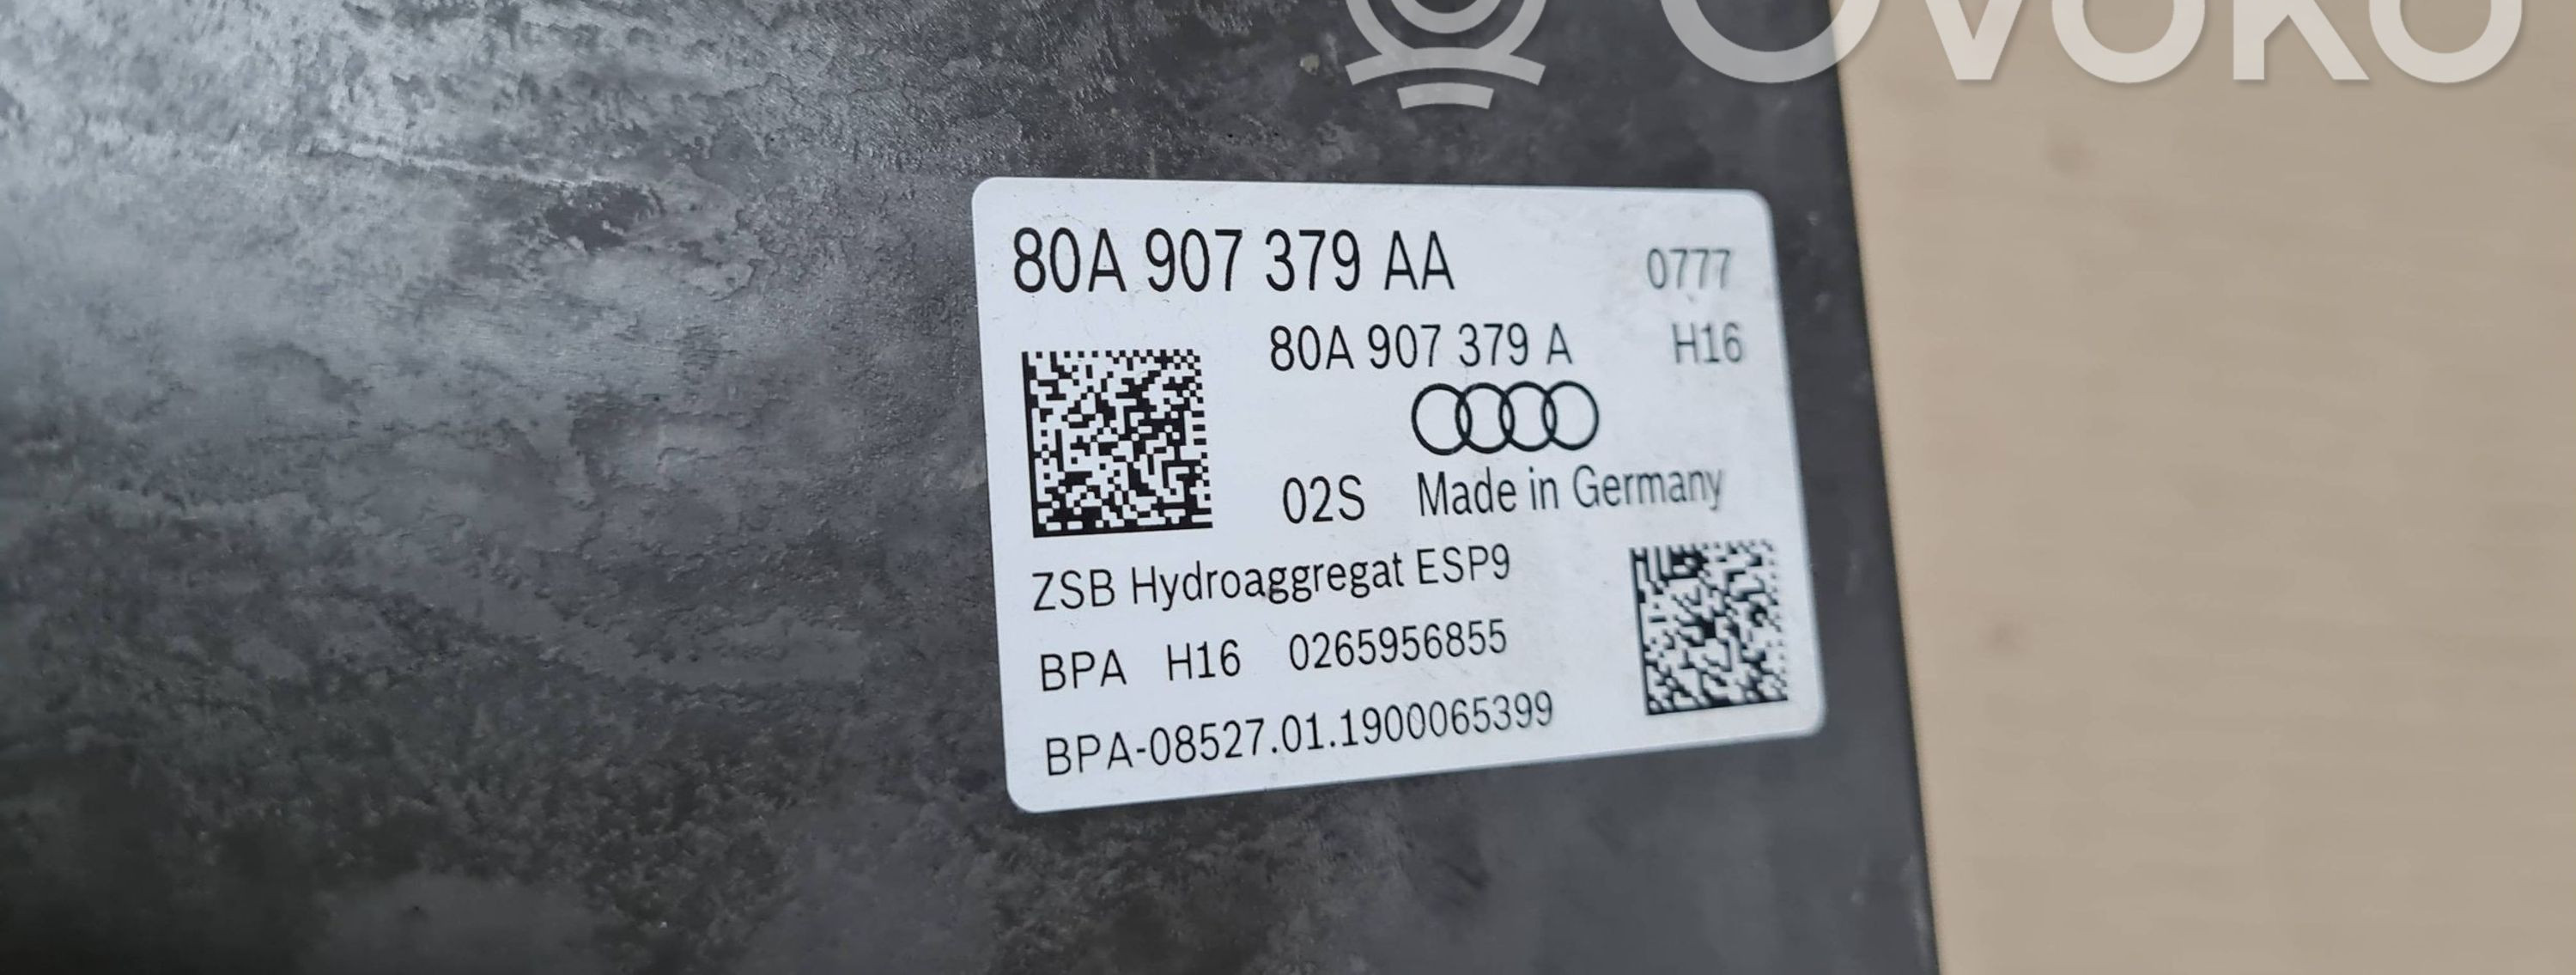 OVOKO
80A 907 379 AA 0777
80A 907 379 A H16
02S Made in Germany
ZSB Hydroaggregat ESP9
BPA H16 0265956855
BPA-08527.01.1900065399